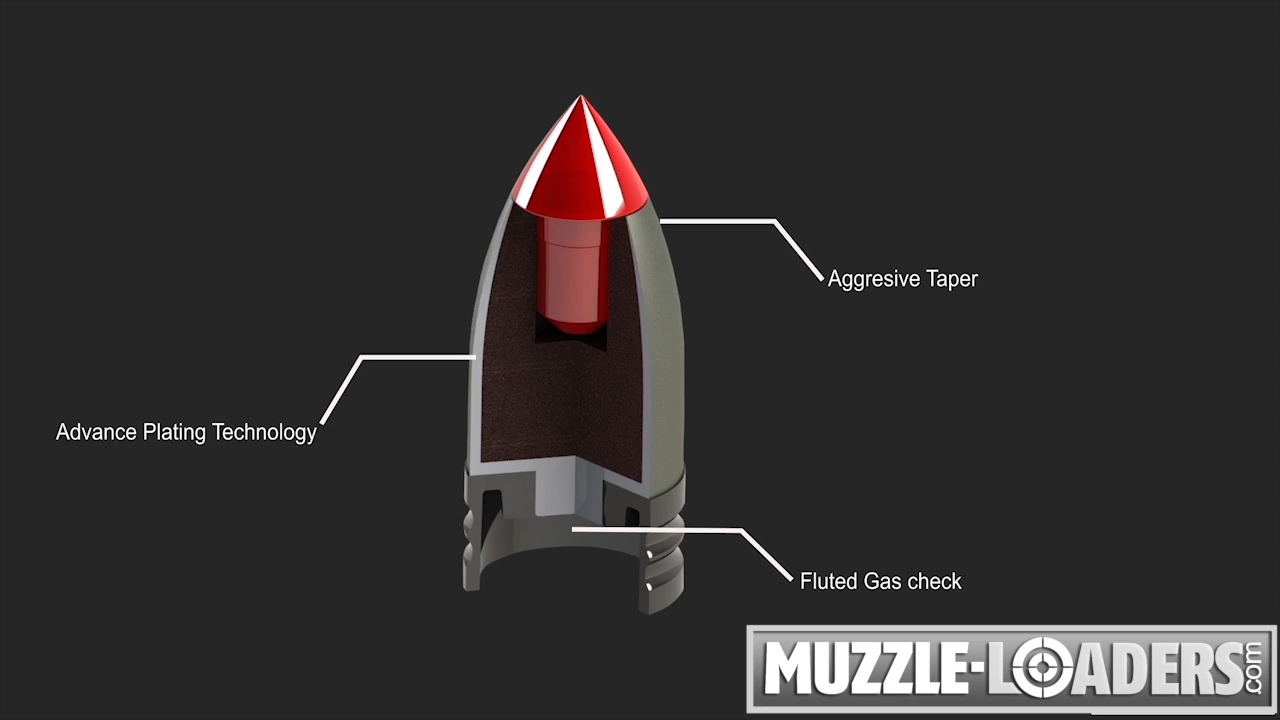 Aggresive Taper
Advance Plating Technology
Fluted Gas check
MUZZLE-LOADERS.com